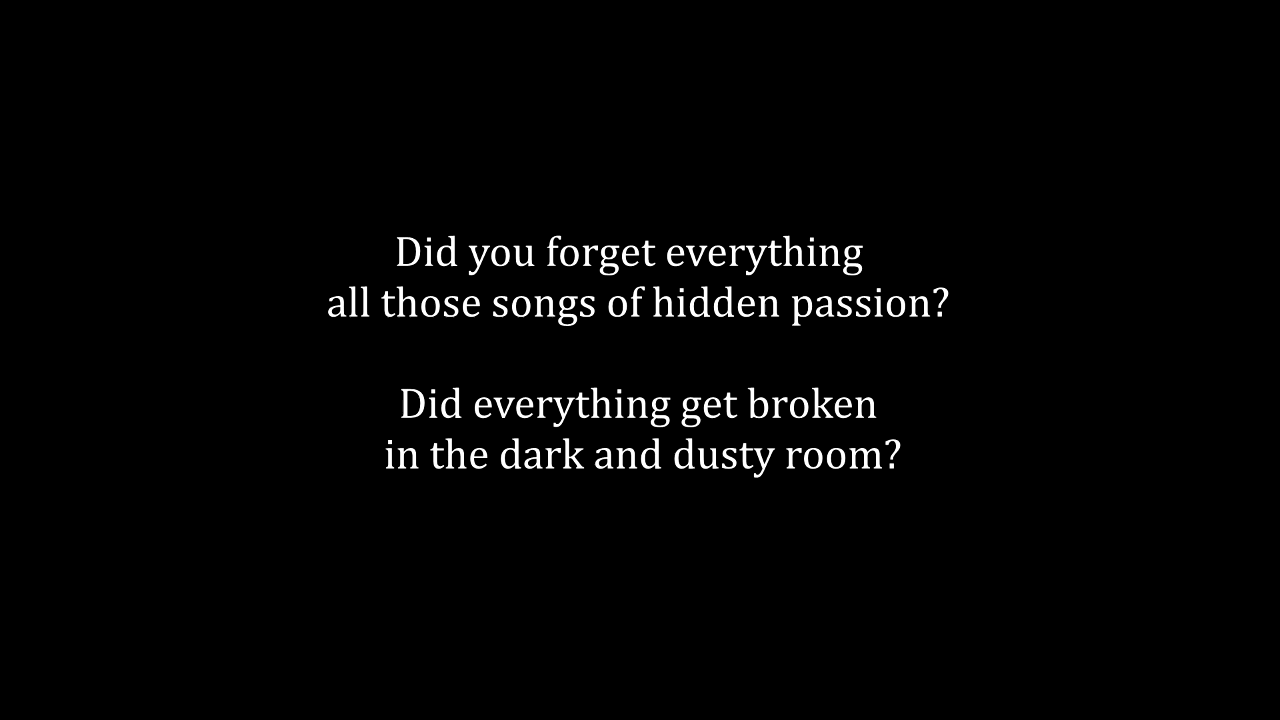 Did you forget everything
all those songs of hidden passion?
Did everything get broken
in the dark and dusty room?